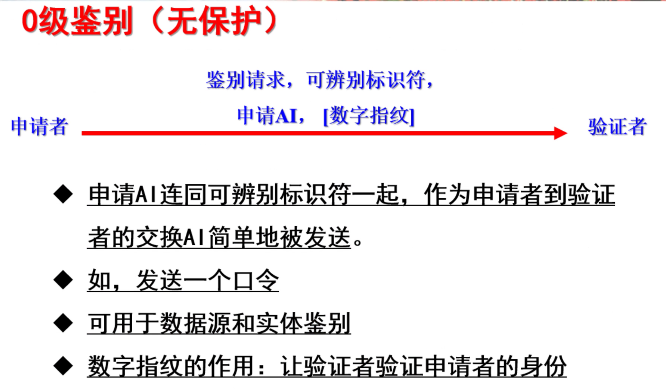 0级鉴别（无保护）
鉴别请求，可辨别标识符，
申请AI， [数字指纹]
申请者
验证者
◆ 申请AI连同可辨别标识符一起，作为申请者到验证
者的交换AI简单地被发送。
◆ 如，发送一个口令
◆ 可用于数据源和实体鉴别
◆ 数字指纹的作用：让验证者验证申请者的身份